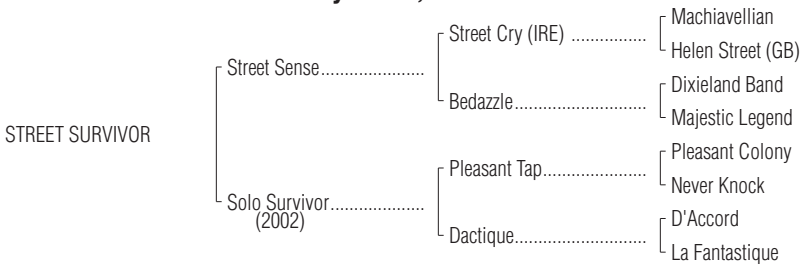 Machiavellian
Street Cry (IRE) ................
Helen Street (GB)
Street Sense......................
Dixieland Band
Bedazzle............................
Majestic Legend
STREET SURVIVOR
Pleasant Colony
Pleasant Tap......................
Never Knock
Solo Survivor....................
(2002)
D'Accord
Dactique............................
La Fantastique